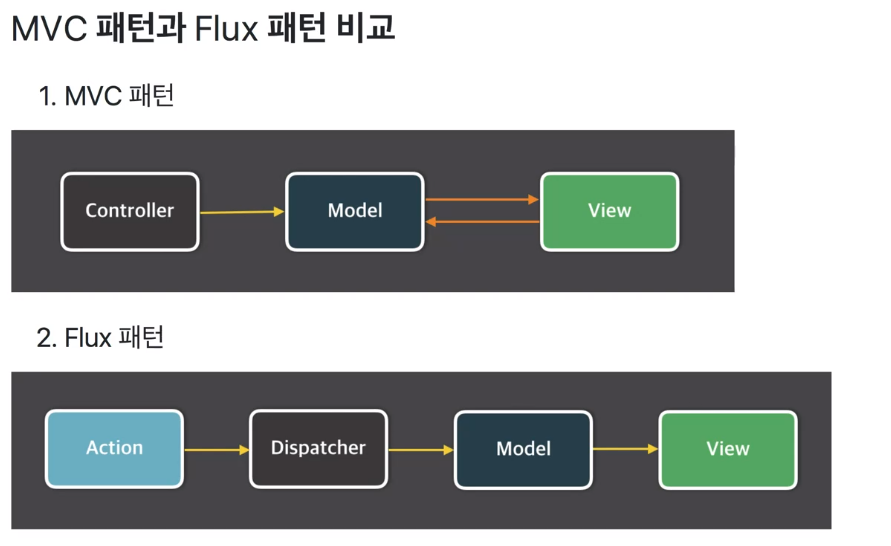 MVC 패턴과 Flux 패턴 비교
1. MVC 패턴
Controller Model View
2. Flux 패턴
Action Dispatcher Model View